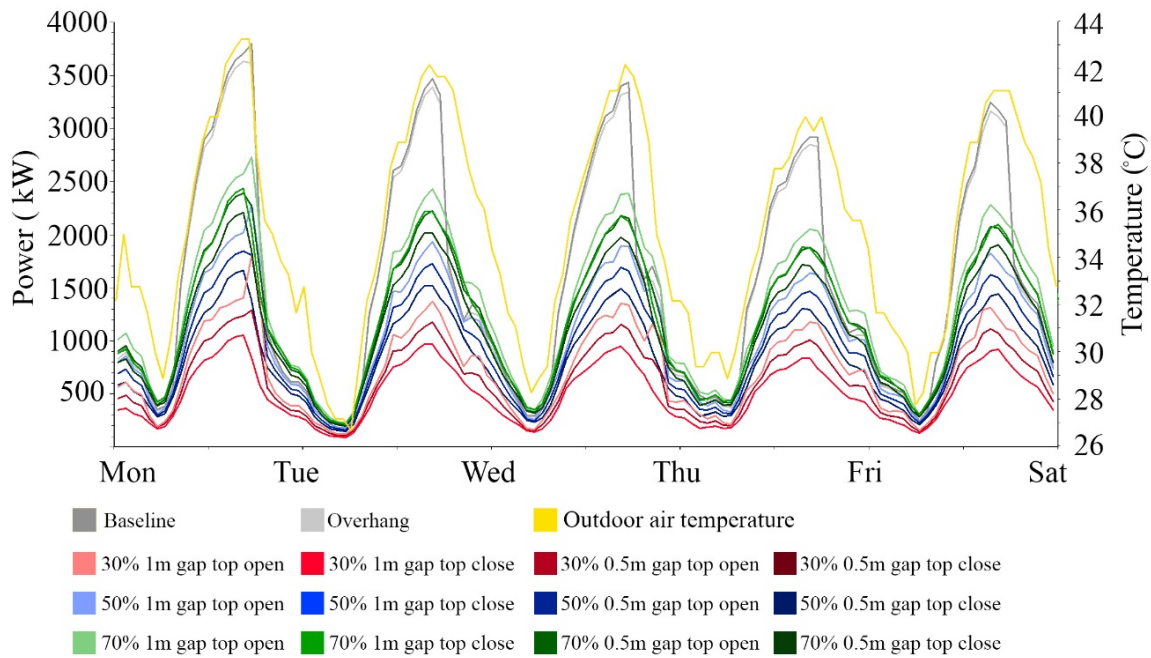 4000
3500
3000
2500
2000
1500
1000
500
Power ( kW)
44
42
40
38
36
34
32
30
28
26
Temperature (°C)
Mon Tue Wed Thu Fri Sat
Baseline Overhang Outdoor air temperature
30% 1m gap top open 30% 1m gap top close 30% 0.5m gap top open 30% 0.5m gap top close
50% 1m gap top open 50% 1m gap top close 50% 0.5m gap top open 50% 0.5m gap top close
70% 1m gap top open 70% 1m gap top close 70% 0.5m gap top open 70% 0.5m gap top close